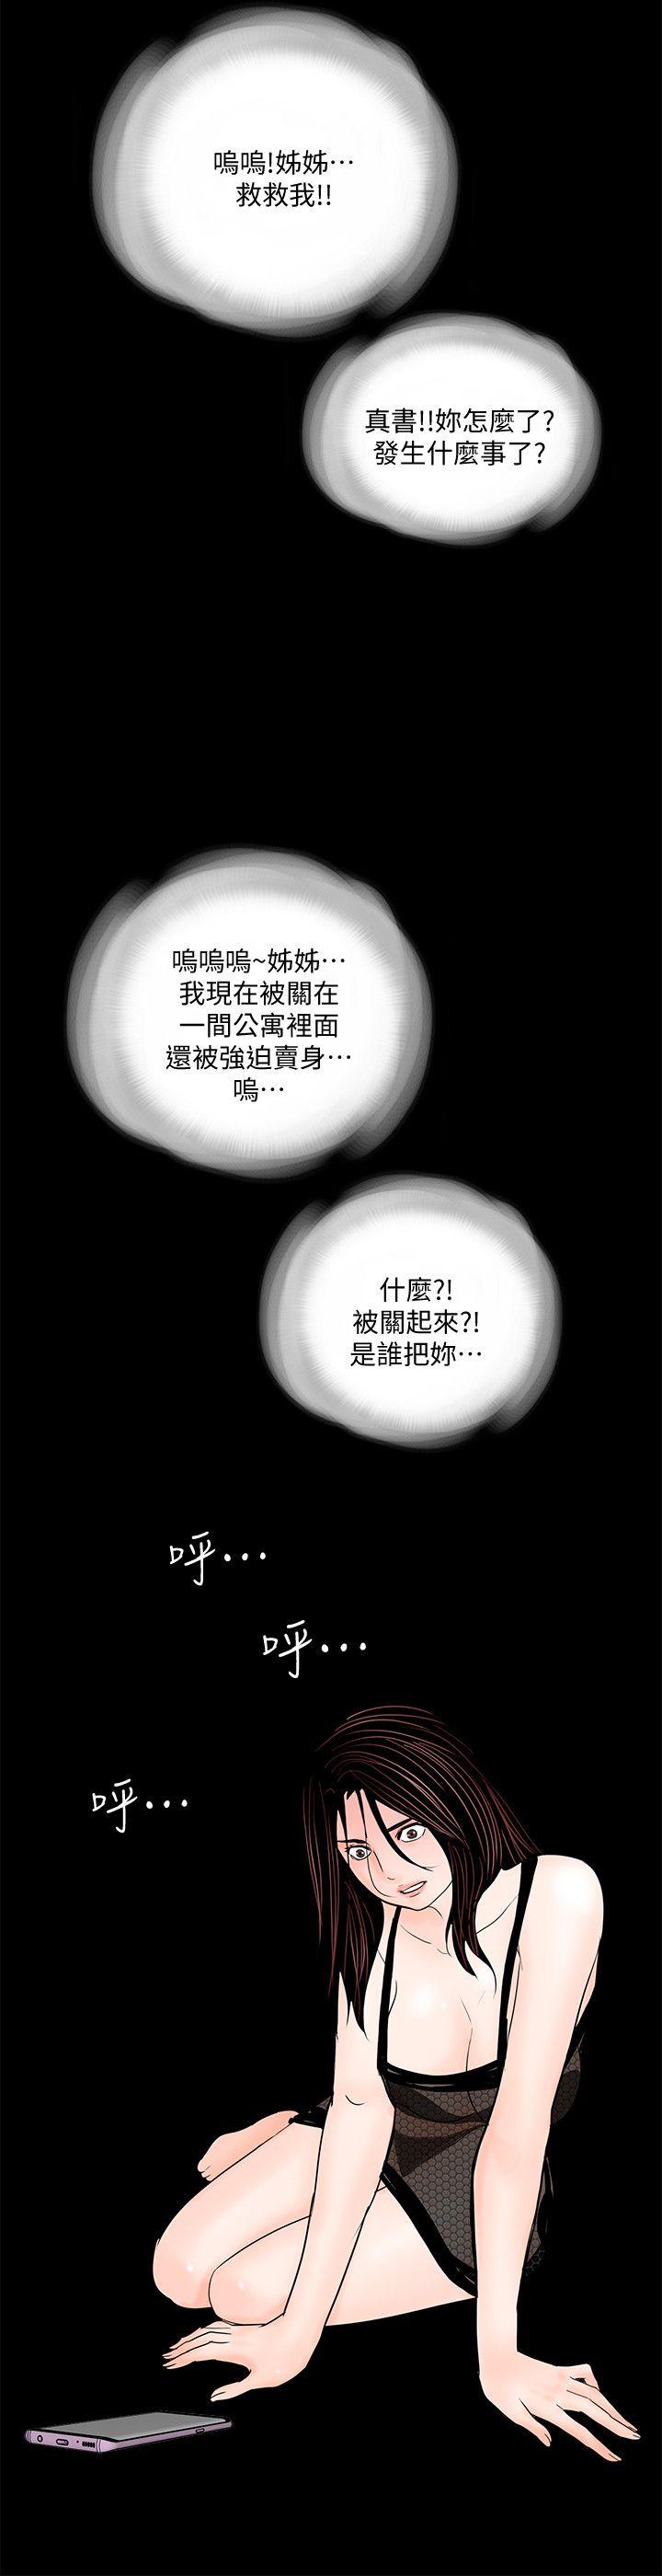 嗚嗚!姊姊⋯
救救我!!
真書!!妳怎麼了?
發生什麼事了?
嗚嗚嗚~姊姊⋯
我現在被關在
一間公寓裡面
還被強迫賣身⋯
嗚⋯
什麼?!
被關起來?!
是誰把妳⋯
呼⋯
呼⋯
呼⋯